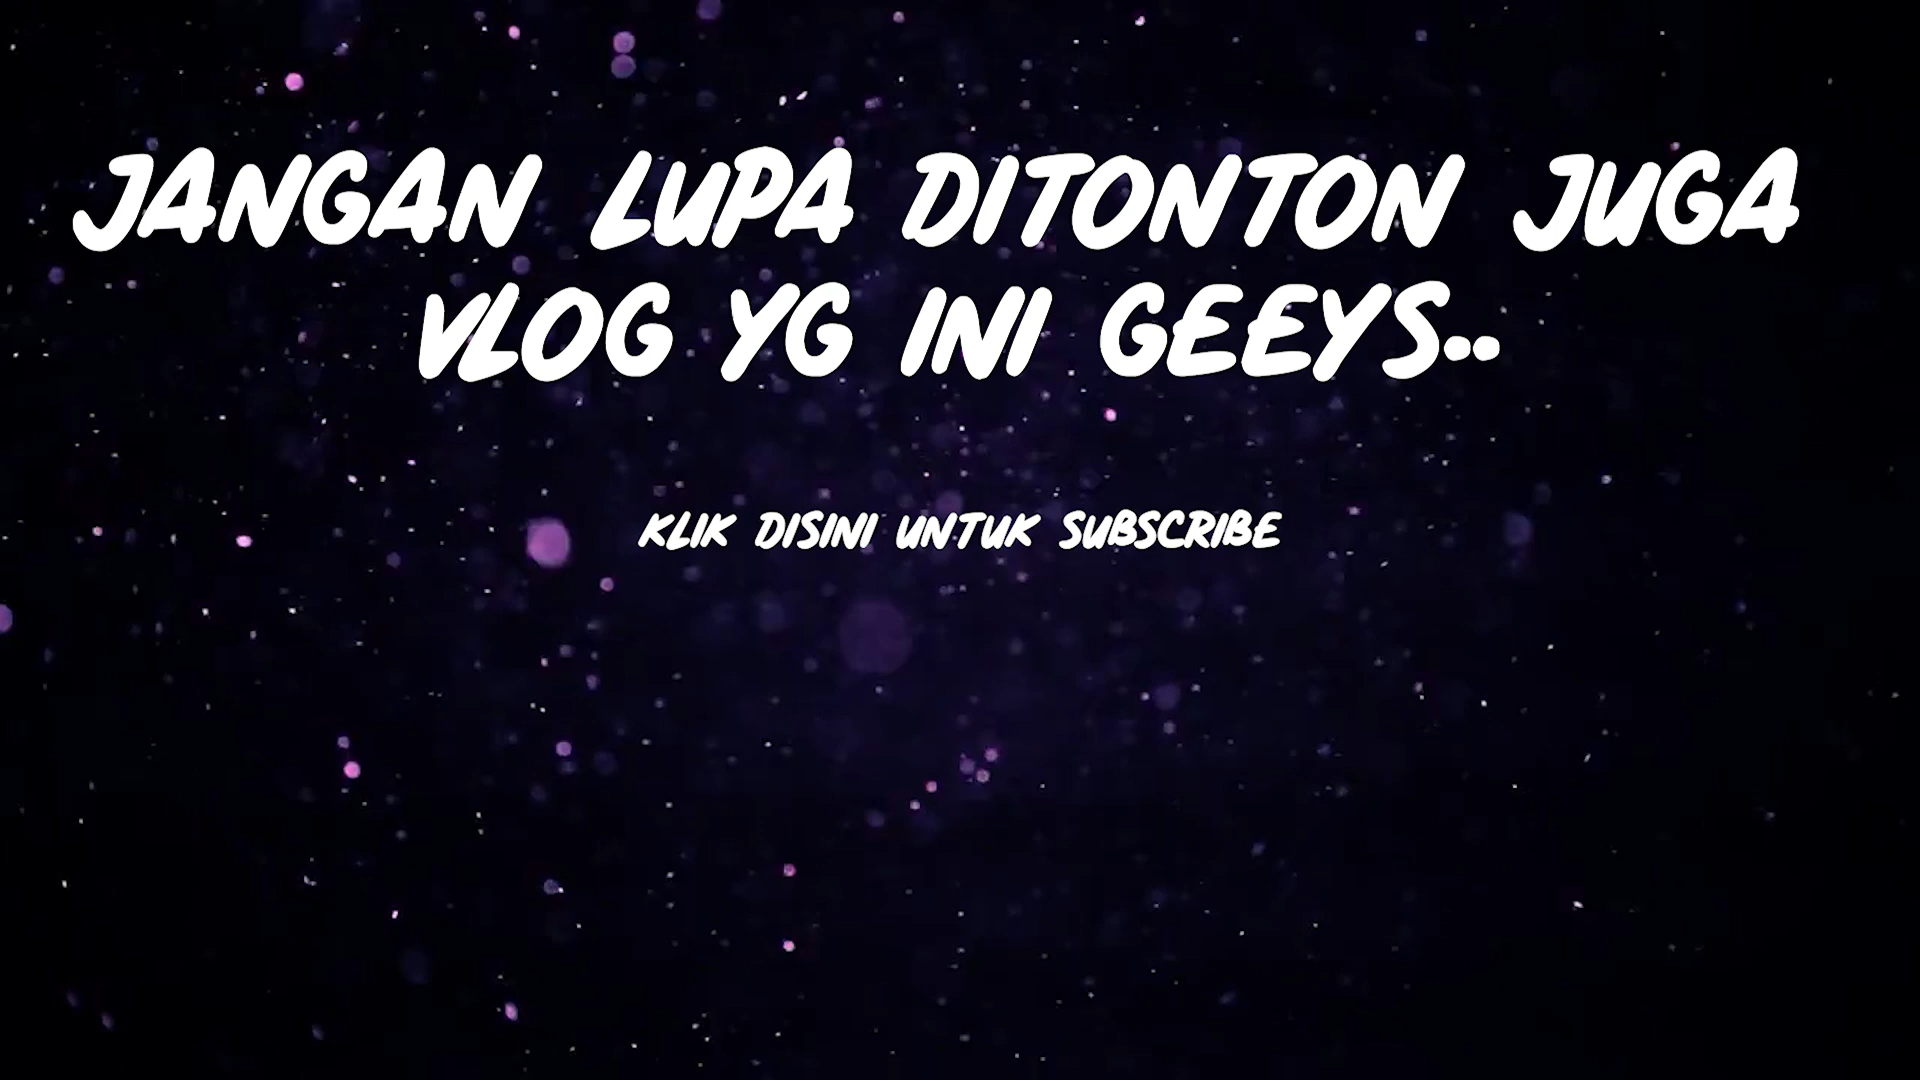 JANGAN LUPA DITONTON JUGA
VLOG YG INI GEEYS..
KLIK DISINI UNTUK SUBSCRIBE